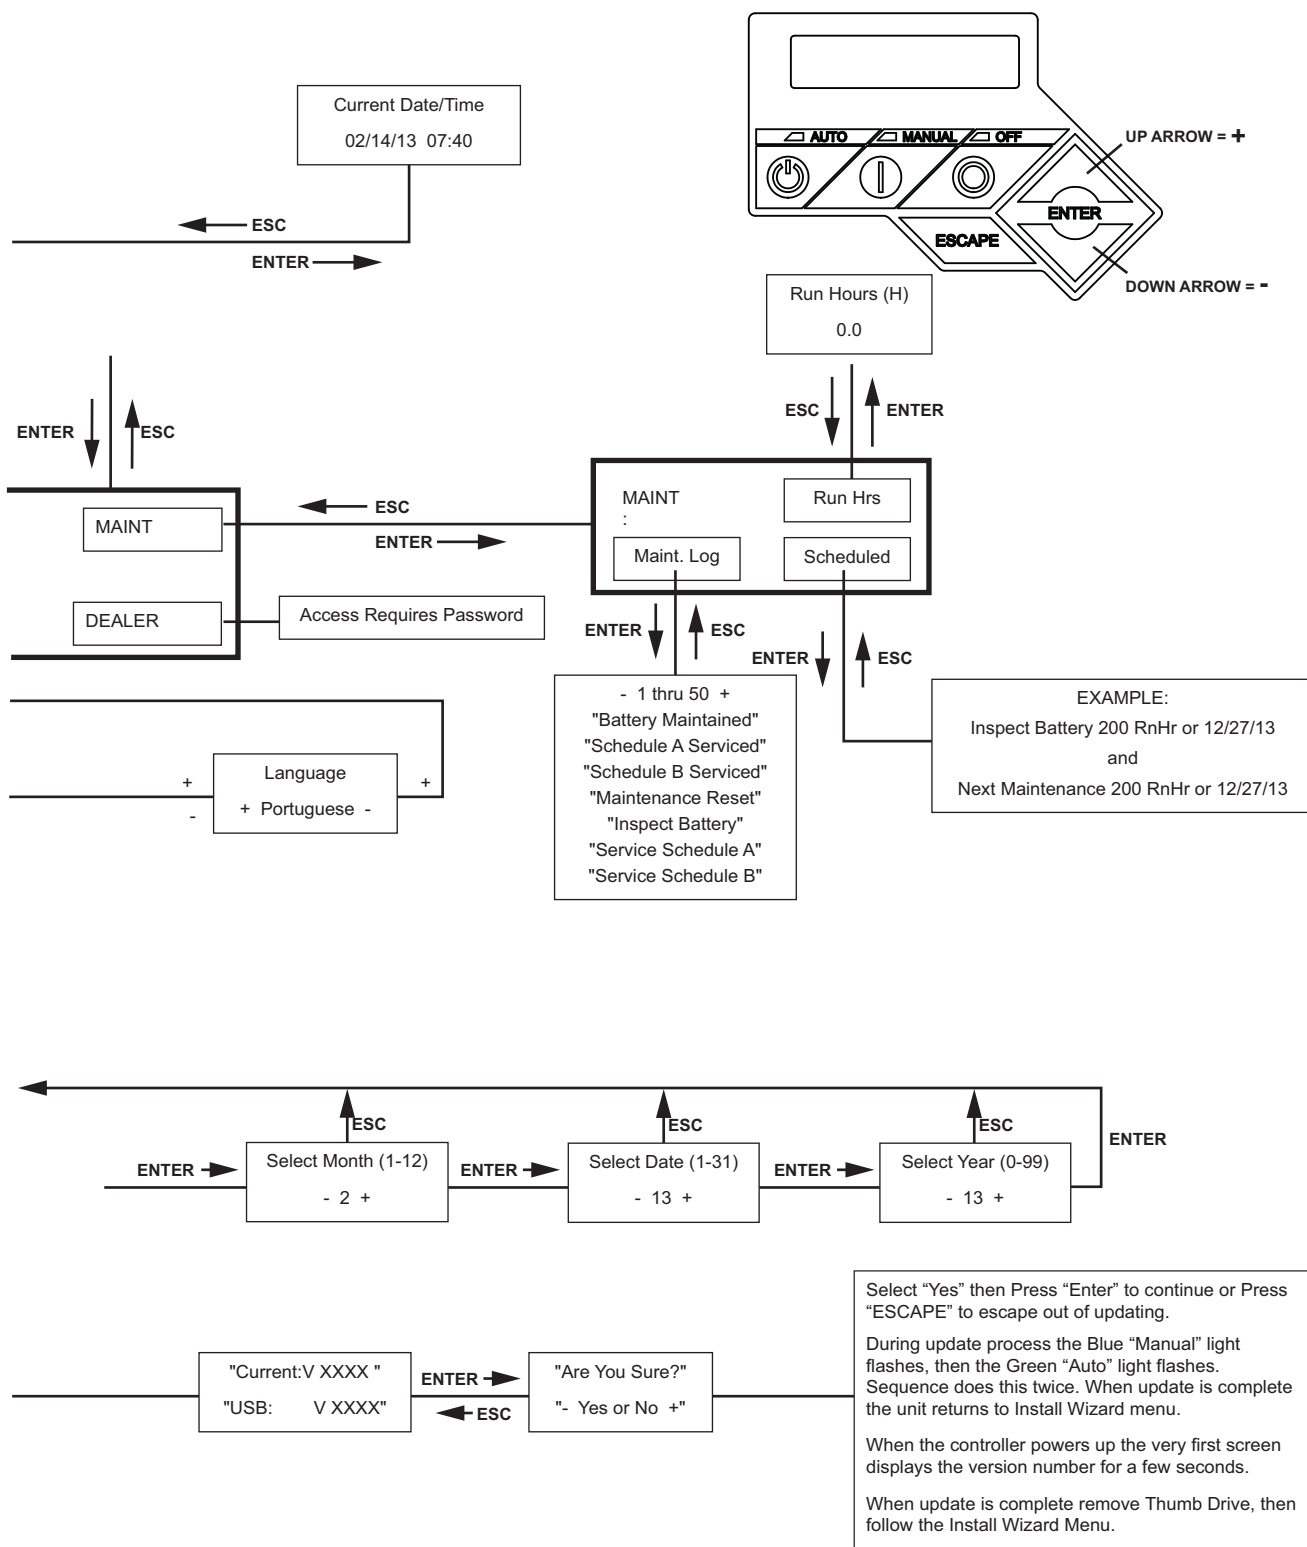 Current Date/Time
02/14/13 07:40
ESC
ENTER
AUTO
MANUAL
OFF
ENTER
ESCAPE
UP ARROW = +
DOWN ARROW = -
Run Hours (H)
0.0
ESC
ENTER
ENTER
ESC
MAINT
DEALER
Access Requires Password
ESC
ENTER
MAINT
:
Run Hrs
Maint. Log
Scheduled
ENTER
ESC
ENTER
ESC
- 1 thru 50 +
"Battery Maintained"
"Schedule A Serviced"
"Schedule B Serviced"
"Maintenance Reset"
"Inspect Battery"
"Service Schedule A"
"Service Schedule B"
EXAMPLE:
Inspect Battery 200 RnHr or 12/27/13
and
Next Maintenance 200 RnHr or 12/27/13
+
-
Language
+ Portuguese -
+
ESC
ESC
ESC
ENTER
ENTER
Select Month (1-12)
- 2 +
ENTER
Select Date (1-31)
- 13 +
ENTER
Select Year (0-99)
- 13 +
"Current:V XXXX "
"USB: V XXXX"
ENTER
ESC
"Are You Sure?"
"- Yes or No +"
Select “Yes” then Press “Enter” to continue or Press
“ESCAPE” to escape out of updating.
During update process the Blue “Manual” light
flashes, then the Green “Auto” light flashes.
Sequence does this twice. When update is complete
the unit returns to Install Wizard menu.
When the controller powers up the very first screen
displays the version number for a few seconds.
When update is complete remove Thumb Drive, then
follow the Install Wizard Menu.